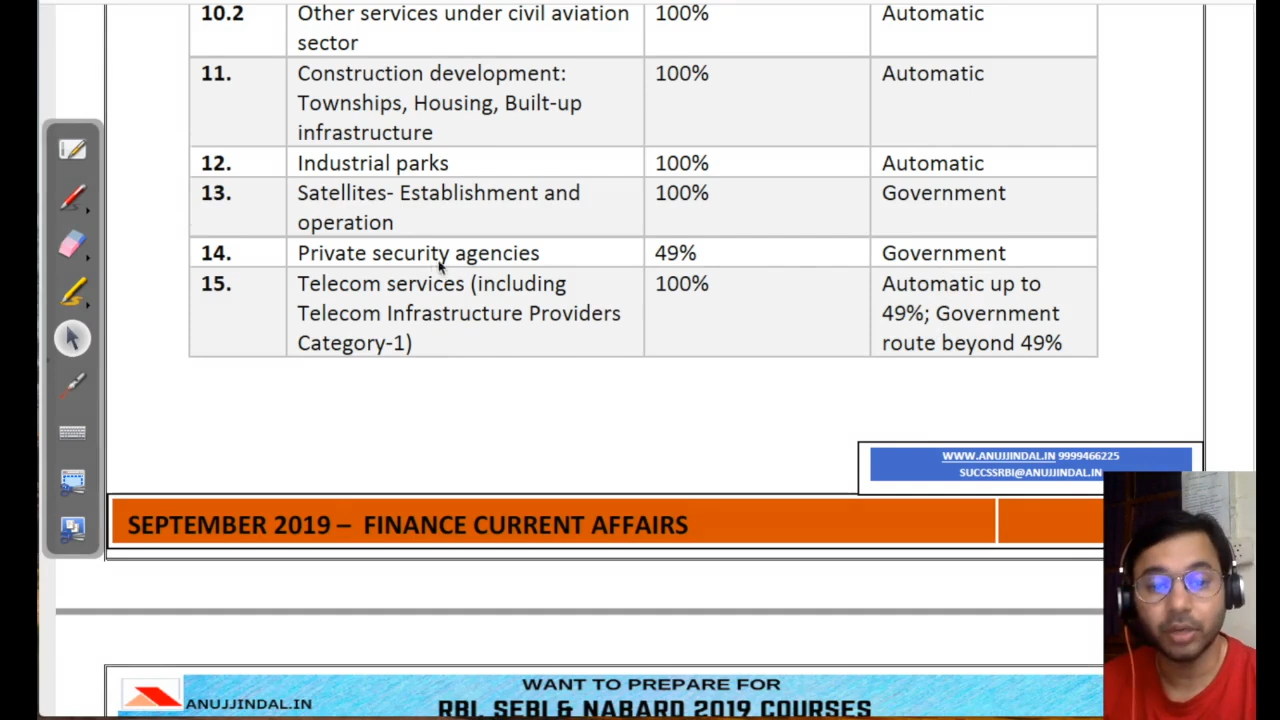 10.2 Other services under civil aviation 100% Automatic
sector
11. Construction development: 100% Automatic
Townships, Housing, Built-up
infrastructure
12. Industrial parks 100% Automatic
13. Satellites- Establishment and 100% Government
operation
14. Private security agencies 49% Government
15. Telecom services (including 100% Automatic up to
Telecom Infrastructure Providers 49%; Government
Category-1) route beyond 49%
WWW.ANUJJINDAL.IN 9999466225
SUCCSSRBI@ANUJJINDAL.IN
SEPTEMBER 2019 – FINANCE CURRENT AFFAIRS
WANT TO PREPARE FOR
ANUJJINDAL.IN
RBI, SEBI & NABARD 2019 COURSES